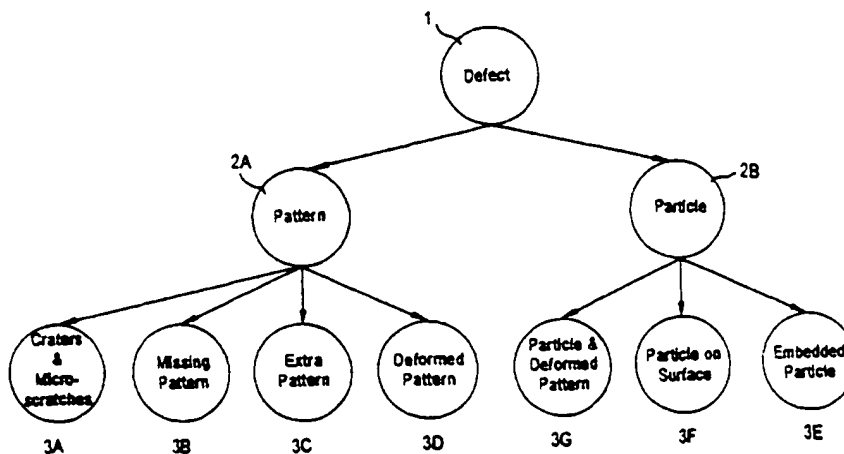 1
Defect
2A
Pattern
2B
Particle
Craters
&
Micro-
scratches
Missing
Pattern
Extra
Pattern
Deformed
Pattern
Particle &
Deformed
Pattern
Particle on
Surface
Embedded
Particle
3A
3B
3C
3D
3G
3F
3E